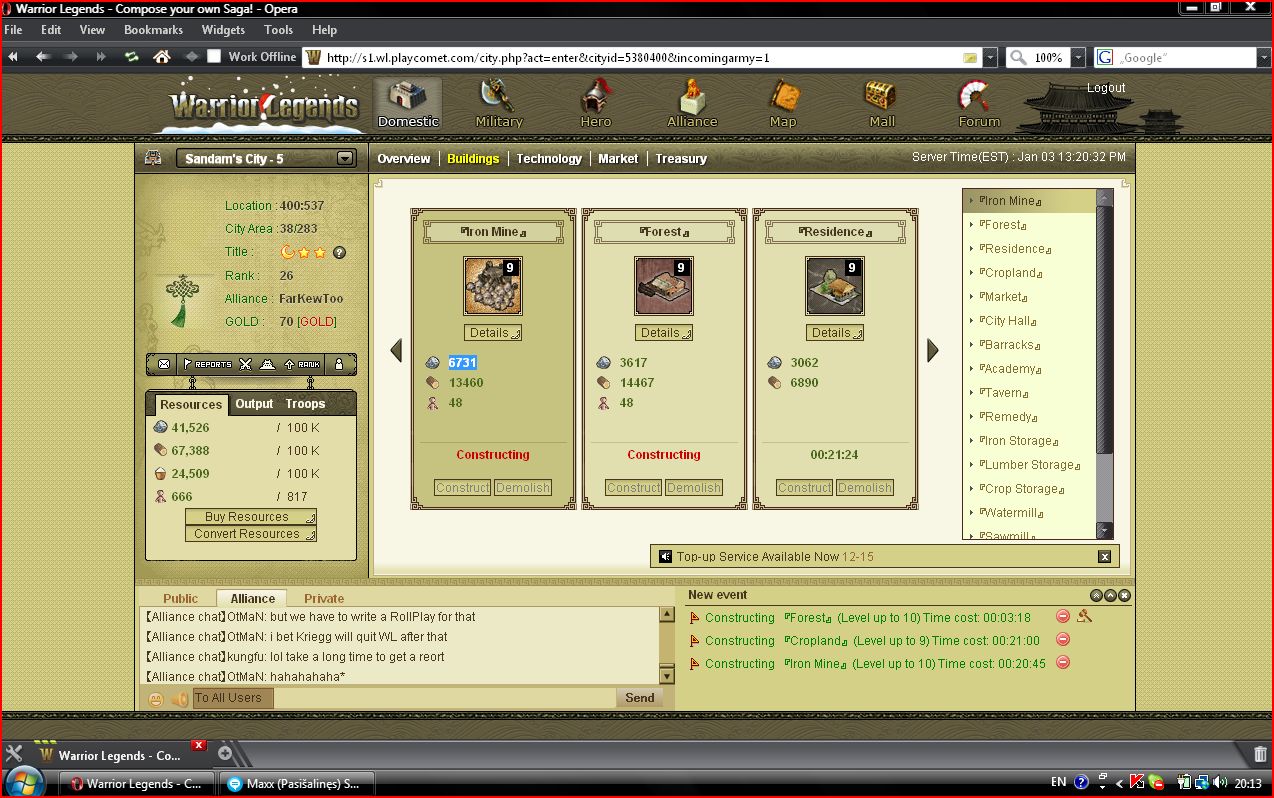 Warrior Legends - Compose your own Saga! - Opera
File Edit View Bookmarks Widgets Tools Help
Work Offline http://s1.wl.playcomet.com/city.php?act=enter&cityid=5380400&incomingarmy=1 100% „Google“
Warrior Legends
Domestic Military Hero Alliance Map Mall Forum Logout
Sandam's City - 5
Overview | Buildings | Technology | Market | Treasury
Server Time(EST) : Jan 03 13:20:32 PM
Location : 400:537
City Area : 38/283
Title :
Rank : 26
Alliance : FarKewToo
GOLD : 70 [GOLD]
REPORTS RANK
Resources Output Troops
41,526 / 100 K
67,388 / 100 K
24,509 / 100 K
666 / 817
Buy Resources
Convert Resources
『Iron Mine』
9
Details
6731
13460
48
Constructing
Construct Demolish
『Forest』
9
Details
3617
14467
48
Constructing
Construct Demolish
『Residence』
9
Details
3062
6890
00:21:24
Construct Demolish
『Iron Mine』
『Forest』
『Residence』
『Cropland』
『Market』
『City Hall』
『Barracks』
『Academy』
『Tavern』
『Remedy』
『Iron Storage』
『Lumber Storage』
『Crop Storage』
『Watermill』
『Sawmill』
Top-up Service Available Now 12-15
Public Alliance Private
【Alliance chat】OtMaN: but we have to write a RollPlay for that
【Alliance chat】OtMaN: i bet Kriegg will quit WL after that
【Alliance chat】kungfu: lol take a long time to get a reort
【Alliance chat】OtMaN: hahahahaha*
To All Users Send
New event
Constructing 『Forest』 (Level up to 10) Time cost: 00:03:18
Constructing 『Cropland』 (Level up to 9) Time cost: 00:21:00
Constructing 『Iron Mine』 (Level up to 10) Time cost: 00:20:45
Warrior Legends - Co...
Warrior Legends - C... Maxx (Pasišalinęs) S... EN 20:13